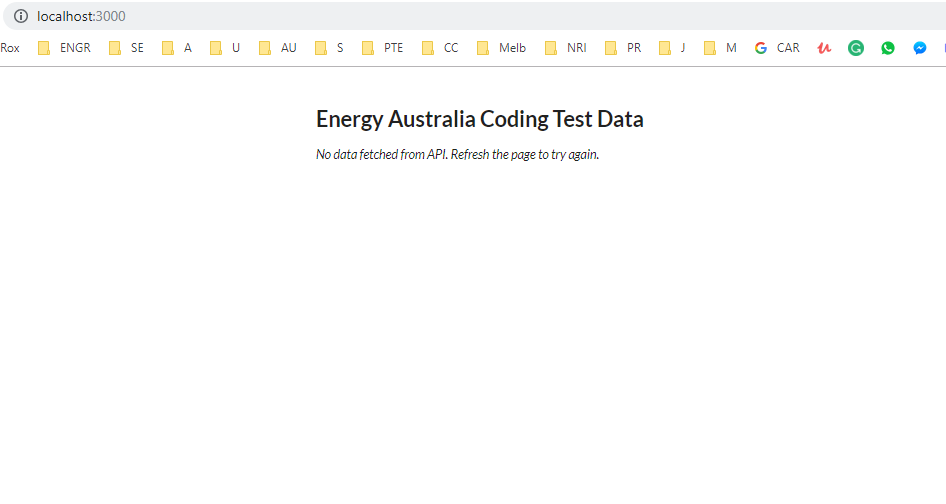 localhost:3000
Rox ENGR SE A U AU S PTE CC Melb NRI PR J M CAR
Energy Australia Coding Test Data
No data fetched from API. Refresh the page to try again.